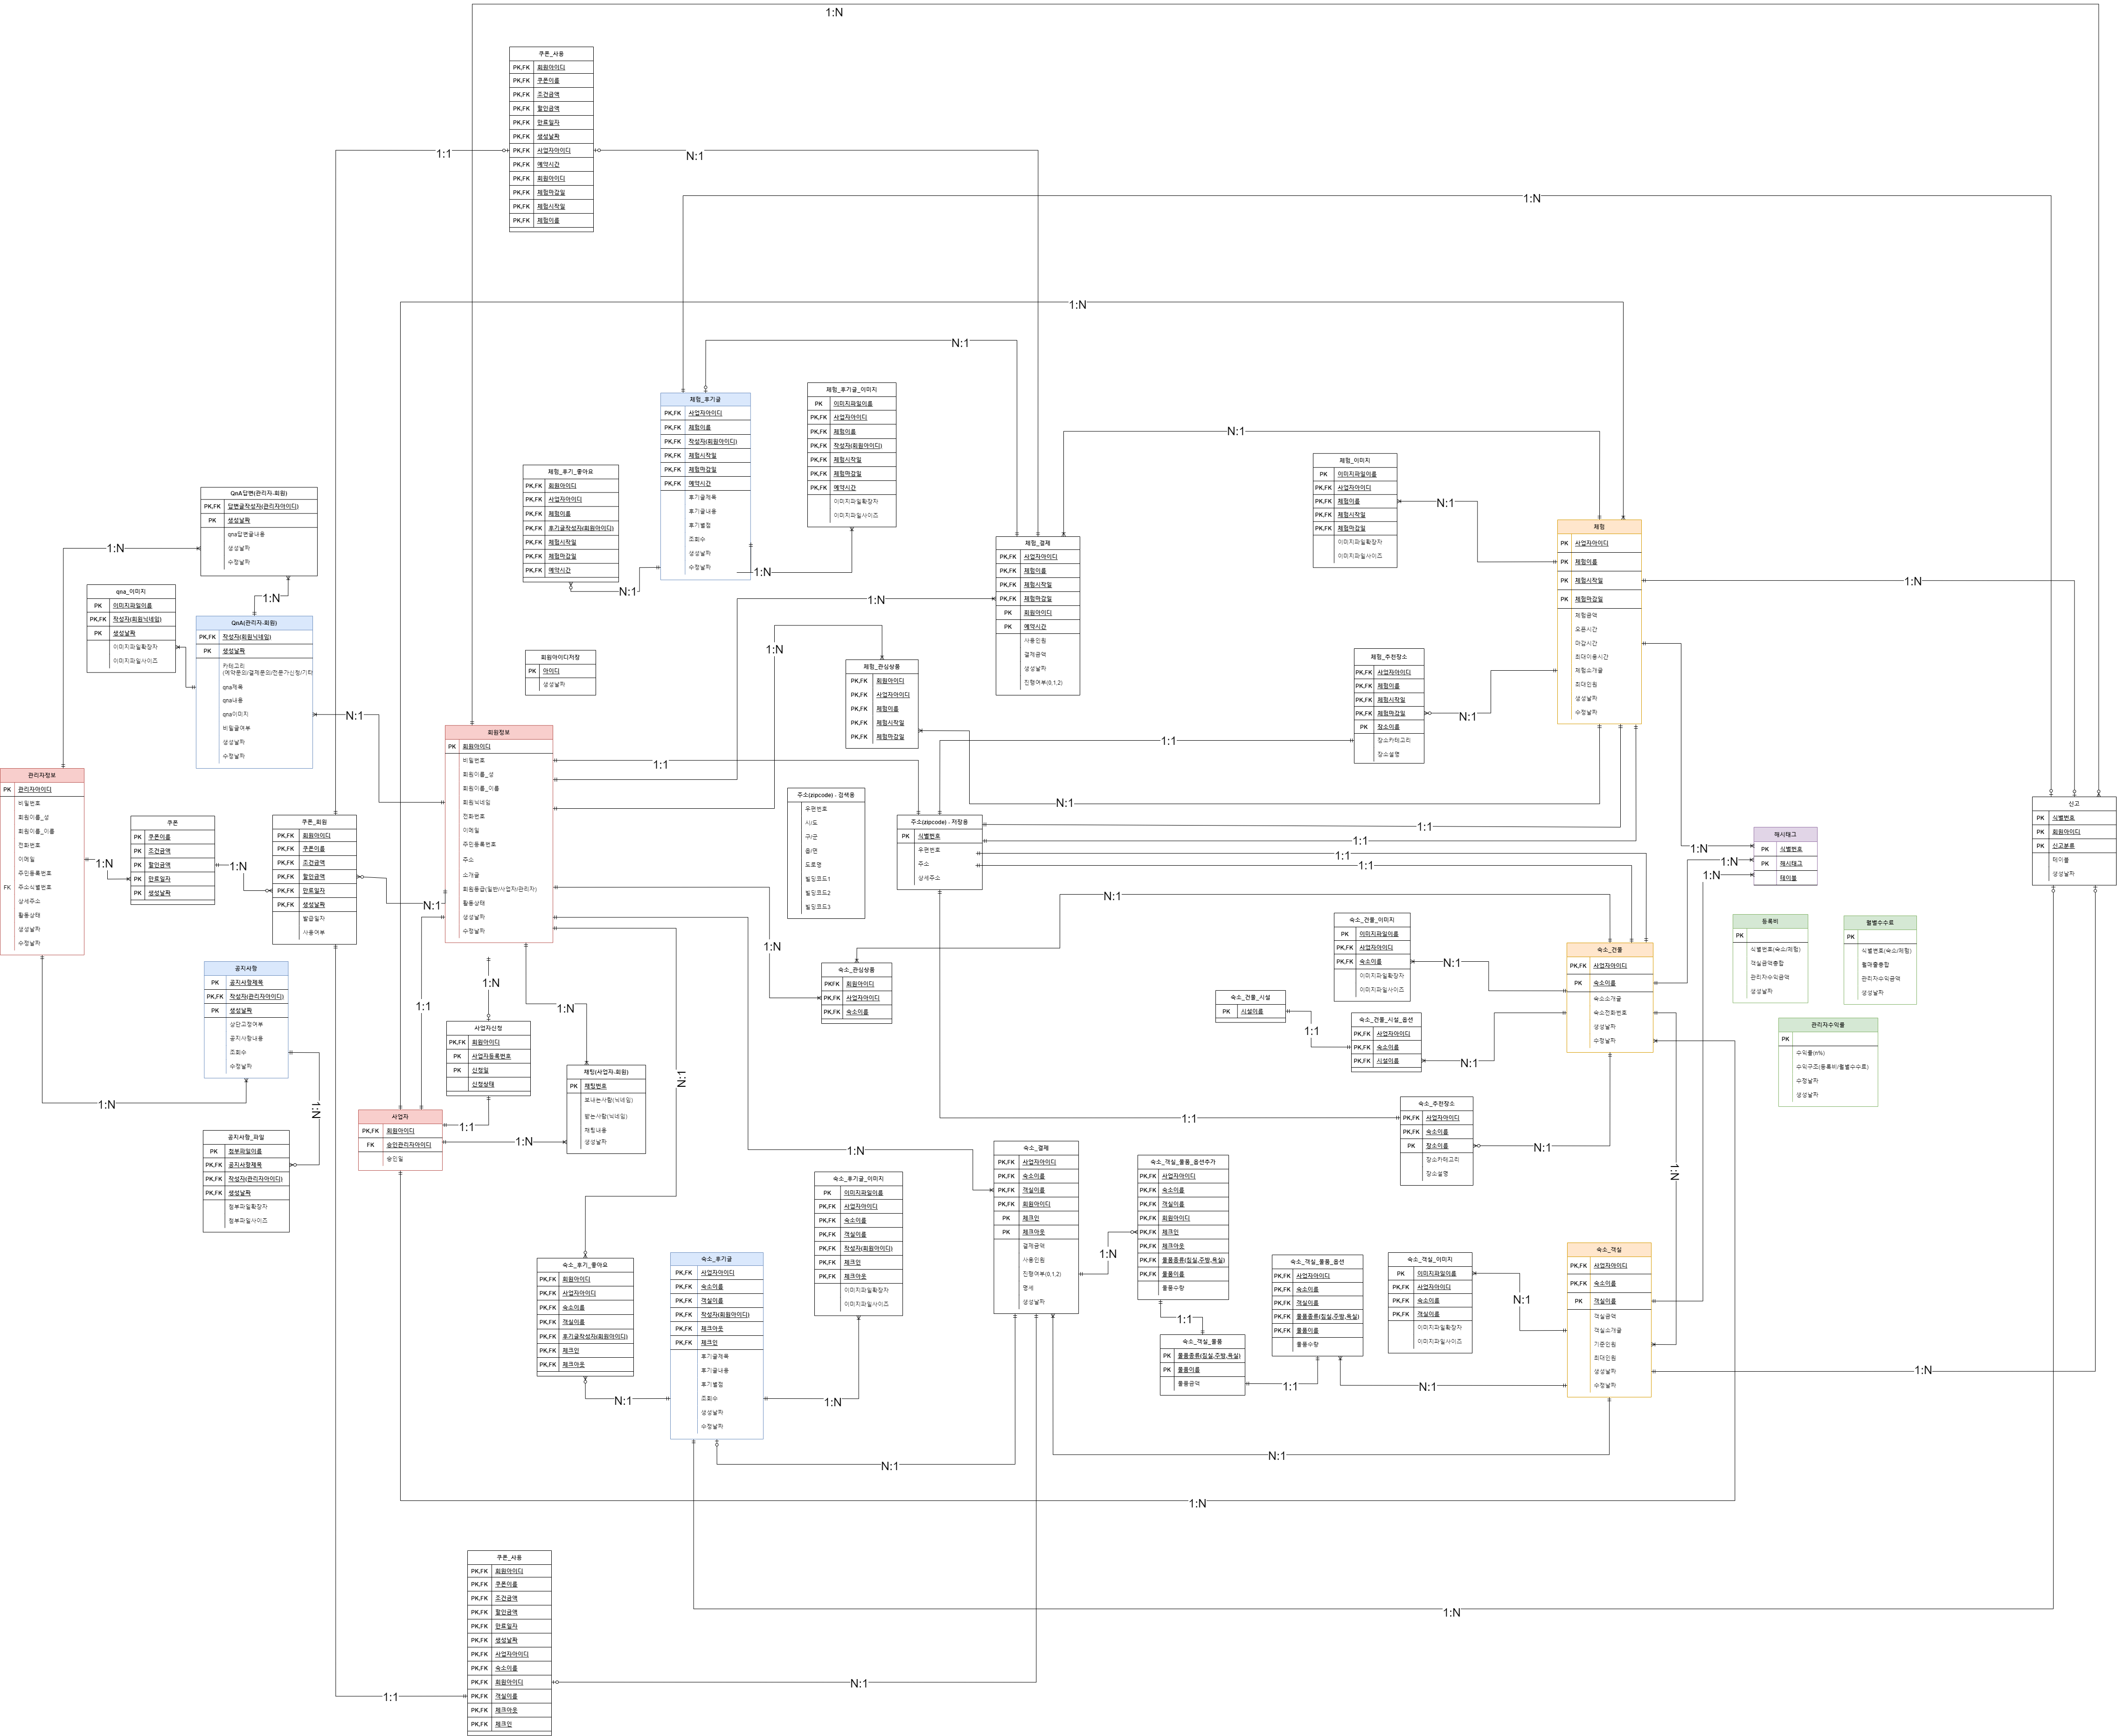 1:N
쿠폰_사용
PK,FK 회원아이디
PK,FK 쿠폰이름
PK,FK 조건금액
PK,FK 할인금액
PK,FK 만료일자
PK,FK 생성날짜
PK,FK 사업자아이디
PK,FK 예약시간
PK,FK 회원아이디
PK,FK 체험마감일
PK,FK 체험시작일
PK,FK 체험이름
1:1
N:1
1:N
1:N
N:1
체험_후기글
PK,FK 사업자아이디
PK,FK 체험이름
PK,FK 작성자(회원아이디)
PK,FK 체험시작일
PK,FK 체험마감일
PK,FK 예약시간
후기글제목
후기글내용
후기별점
조회수
생성날짜
수정날짜
체험_후기글_이미지
PK 이미지파일이름
PK,FK 사업자아이디
PK,FK 체험이름
PK,FK 작성자(회원아이디)
PK,FK 체험시작일
PK,FK 체험마감일
PK,FK 예약시간
이미지파일확장자
이미지파일사이즈
1:N
체험_후기_좋아요
PK,FK 회원아이디
PK,FK 사업자아이디
PK,FK 체험이름
PK,FK 후기글작성자(회원아이디)
PK,FK 체험시작일
PK,FK 체험마감일
PK,FK 예약시간
N:1
N:1
체험_이미지
PK 이미지파일이름
PK,FK 사업자아이디
PK,FK 체험이름
PK,FK 체험시작일
PK,FK 체험마감일
이미지파일확장자
이미지파일사이즈
N:1
체험_결제
PK,FK 사업자아이디
PK,FK 체험이름
PK,FK 체험시작일
PK,FK 체험마감일
PK 회원아이디
PK 예약시간
사용인원
결제금액
생성날짜
진행여부(0,1,2)
체험
PK 사업자아이디
PK 체험이름
PK 체험시작일
PK 체험마감일
체험금액
오픈시간
마감시간
최대이용시간
체험소개글
최대인원
생성날짜
수정날짜
1:N
QnA답변(관리자-회원)
PK,FK 답변글작성자(관리자아이디)
PK 생성날짜
qna답변글내용
생성날짜
수정날짜
1:N
1:N
qna_이미지
PK 이미지파일이름
PK,FK 작성자(회원닉네임)
PK 생성날짜
이미지파일확장자
이미지파일사이즈
QnA(관리자-회원)
PK,FK 작성자(회원닉네임)
PK 생성날짜
카테고리
(예약문의/결제문의/전문가신청/기타
qna제목
qna내용
qna이미지
비밀글여부
생성날짜
수정날짜
N:1
회원아이디저장
PK 아이디
생성날짜
1:N
1:N
체험_관심상품
PK,FK 회원아이디
PK,FK 사업자아이디
PK,FK 체험이름
PK,FK 체험시작일
PK,FK 체험마감일
체험_추천장소
PK,FK 사업자아이디
PK,FK 체험이름
PK,FK 체험시작일
PK,FK 체험마감일
PK 장소이름
장소카테고리
장소설명
N:1
1:1
1:1
N:1
회원정보
PK 회원아이디
비밀번호
회원이름_성
회원이름_이름
회원닉네임
전화번호
이메일
주민등록번호
주소
소개글
회원등급(일반/사업자/관리자)
활동상태
생성날짜
수정날짜
관리자정보
PK 관리자아이디
비밀번호
회원이름_성
회원이름_이름
전화번호
이메일
주민등록번호
FK 주소식별번호
상세주소
활동상태
생성날짜
수정날짜
1:N
쿠폰
PK 쿠폰이름
PK 조건금액
PK 할인금액
PK 만료일자
PK 생성날짜
1:N
쿠폰_회원
PK,FK 회원아이디
PK,FK 쿠폰이름
PK,FK 조건금액
PK,FK 할인금액
PK,FK 만료일자
PK,FK 생성날짜
발급일자
사용여부
N:1
주소(zipcode) - 검색용
우편번호
시/도
구/군
읍/면
도로명
빌딩코드1
빌딩코드2
빌딩코드3
주소(zipcode) - 저장용
PK 식별번호
우편번호
주소
상세주소
1:1
1:1
1:1
1:1
신고
PK 식별번호
PK 회원아이디
PK 신고분류
테이블
생성날짜
해시태그
PK 식별번호
PK 해시태그
테이블
1:N
1:N
1:N
N:1
등록비
PK
식별번호(숙소/체험)
객실금액총합
관리자수익금액
생성날짜
월별수수료
PK
식별번호(숙소/체험)
월매출총합
관리자수익금액
생성날짜
관리자수익률
PK
수익률(n%)
수익구조(등록비/월별수수료)
수정날짜
생성날짜
공지사항
PK 공지사항제목
PK,FK 작성자(관리자아이디)
PK 생성날짜
상단고정여부
공지사항내용
조회수
수정날짜
1:N
1:N
공지사항_파일
PK 첨부파일이름
PK,FK 공지사항제목
PK,FK 작성자(관리자아이디)
PK,FK 생성날짜
첨부파일확장자
첨부파일사이즈
1:1
1:N
사업자신청
PK,FK 회원아이디
PK 사업자등록번호
PK 신청일
신청상태
1:1
사업자
PK,FK 회원아이디
FK 승인관리자아이디
승인일
1:N
1:N
채팅(사업자-회원)
PK 채팅번호
보내는사람(닉네임)
받는사람(닉네임)
채팅내용
생성날짜
N:1
1:N
숙소_관심상품
PKFK 회원아이디
PK,FK 사업자아이디
PK,FK 숙소이름
숙소_건물_이미지
PK 이미지파일이름
PK,FK 사업자아이디
PK,FK 숙소이름
이미지파일확장자
이미지파일사이즈
N:1
숙소_건물
PK,FK 사업자아이디
PK 숙소이름
숙소소개글
숙소전화번호
생성날짜
수정날짜
숙소_건물_시설
PK 시설이름
1:1
숙소_건물_시설_옵션
PK,FK 사업자아이디
PK,FK 숙소이름
PK,FK 시설이름
N:1
숙소_추천장소
PK,FK 사업자아이디
PK,FK 숙소이름
PK 장소이름
장소카테고리
장소설명
N:1
1:1
1:N
1:N
숙소_결제
PK,FK 사업자아이디
PK,FK 숙소이름
PK,FK 객실이름
PK,FK 회원아이디
PK 체크인
PK 체크아웃
결제금액
사용인원
진행여부(0,1,2)
명세
생성날짜
1:N
숙소_객실_물품_옵션추가
PK,FK 사업자아이디
PK,FK 숙소이름
PK,FK 객실이름
PK,FK 회원아이디
PK,FK 체크인
PK,FK 체크아웃
PK,FK 물품종류(침실,주방,욕실)
PK,FK 물품이름
물품수량
1:1
숙소_객실_물품
PK 물품종류(침실,주방,욕실)
PK 물품이름
물품금액
1:1
숙소_객실_물품_옵션
PK,FK 사업자아이디
PK,FK 숙소이름
PK,FK 객실이름
PK,FK 물품종류(침실,주방,욕실)
PK,FK 물품이름
물품수량
N:1
숙소_객실_이미지
PK 이미지파일이름
PK,FK 사업자아이디
PK,FK 숙소이름
PK,FK 객실이름
이미지파일확장자
이미지파일사이즈
N:1
숙소_객실
PK,FK 사업자아이디
PK,FK 숙소이름
PK 객실이름
객실금액
객실소개글
기준인원
최대인원
생성날짜
수정날짜
1:N
숙소_후기글_이미지
PK 이미지파일이름
PK,FK 사업자아이디
PK,FK 숙소이름
PK,FK 객실이름
PK,FK 작성자(회원아이디)
PK,FK 체크인
PK,FK 체크아웃
이미지파일확장자
이미지파일사이즈
1:N
숙소_후기글
PK,FK 사업자아이디
PK,FK 숙소이름
PK,FK 객실이름
PK,FK 작성자(회원아이디)
PK,FK 체크아웃
PK,FK 체크인
후기글제목
후기글내용
후기별점
조회수
생성날짜
수정날짜
숙소_후기_좋아요
PK,FK 회원아이디
PK,FK 사업자아이디
PK,FK 숙소이름
PK,FK 객실이름
PK,FK 후기글작성자(회원아이디)
PK,FK 체크인
PK,FK 체크아웃
N:1
N:1
N:1
1:N
1:N
쿠폰_사용
PK,FK 회원아이디
PK,FK 쿠폰이름
PK,FK 조건금액
PK,FK 할인금액
PK,FK 만료일자
PK,FK 생성날짜
PK,FK 사업자아이디
PK,FK 숙소이름
PK,FK 회원아이디
PK,FK 객실이름
PK,FK 체크아웃
PK,FK 체크인
N:1
1:1